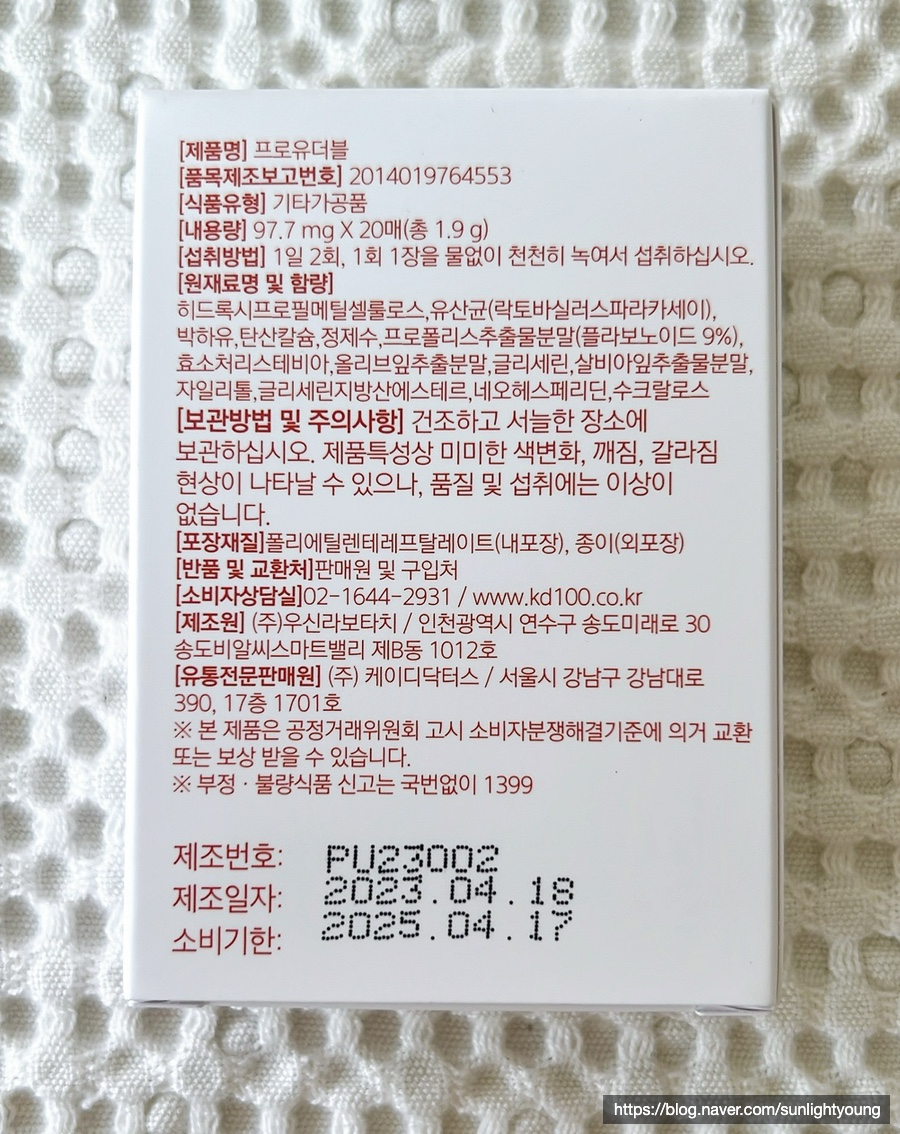 [제품명] 프로유더블
[품목제조보고번호] 2014019764553
[식품유형] 기타가공품
[내용량] 97.7 mg X 20매(총 1.9 g)
[섭취방법] 1일 2회, 1회 1장을 물없이 천천히 녹여서 섭취하십시오.
[원재료명 및 함량]
히드록시프로필메틸셀룰로스,유산균(락토바실러스파라카세이),
박하유,탄산칼슘,정제수,프로폴리스추출물분말(플라보노이드 9%),
효소처리스테비아,올리브잎추출분말,글리세린,살비아잎추출물분말,
자일리톨,글리세린지방산에스테르,네오헤스페리딘,수크랄로스
[보관방법 및 주의사항] 건조하고 서늘한 장소에
보관하십시오. 제품특성상 미미한 색변화, 깨짐, 갈라짐
현상이 나타날 수 있으나, 품질 및 섭취에는 이상이
없습니다.
[포장재질]폴리에틸렌테레프탈레이트(내포장), 종이(외포장)
[반품 및 교환처]판매원 및 구입처
[소비자상담실]02-1644-2931 / www.kd100.co.kr
[제조원] (주)우신라보타치 / 인천광역시 연수구 송도미래로 30
송도비알씨스마트밸리 제B동 1012호
[유통전문판매원] (주) 케이디닥터스 / 서울시 강남구 강남대로
390, 17층 1701호
※ 본 제품은 공정거래위원회 고시 소비자분쟁해결기준에 의거 교환
또는 보상 받을 수 있습니다.
※ 부정 · 불량식품 신고는 국번없이 1399
제조번호: PU23002
제조일자: 2023.04.18
소비기한: 2025.04.17
https://blog.naver.com/sunlightyoung